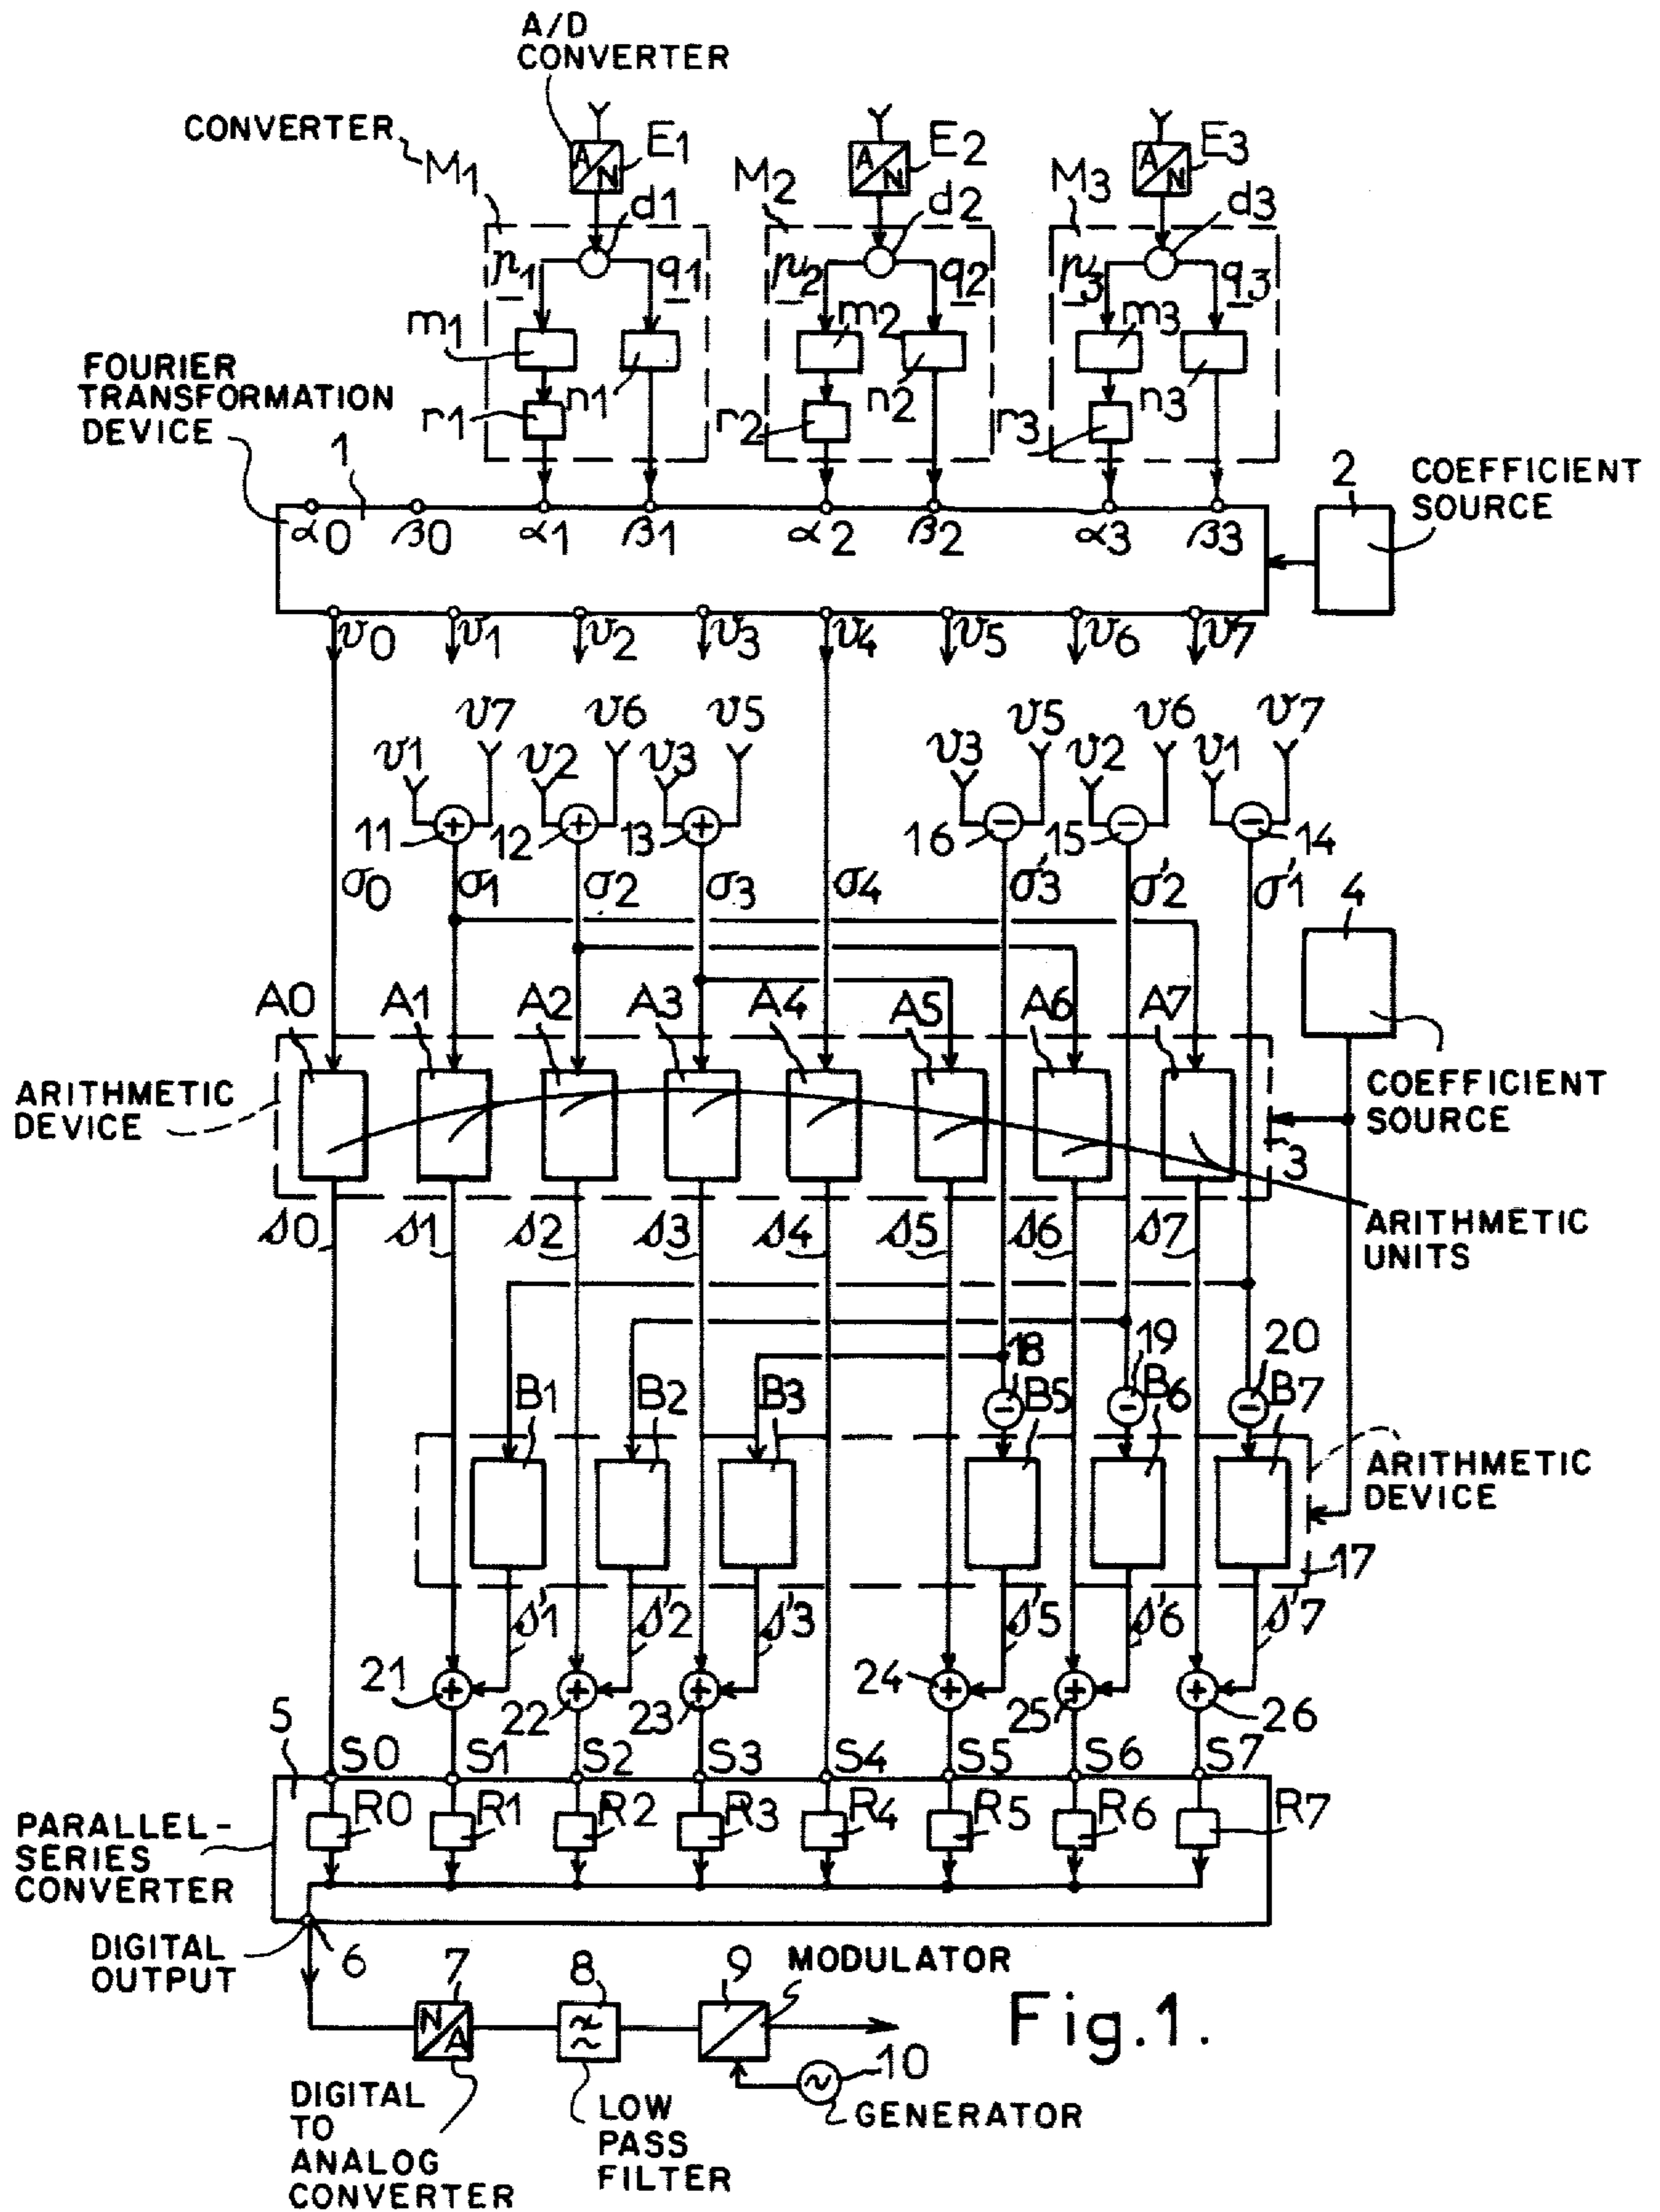 A/D
CONVERTER
CONVERTER
M1 E1 M2 E2 M3 E3
A/N A/N A/N
d1 d2 d3
p1 q1 p2 q2 p3 q3
m1 m2 m3
r1 n1 r2 n2 r3 n3
FOURIER
TRANSFORMATION
DEVICE
1
2
COEFFICIENT
SOURCE
α0 β0 α1 β1 α2 β2 α3 β3
v0 v1 v2 v3 v4 v5 v6 v7
v1 v7 v2 v6 v3 v5 v3 v5 v2 v6 v1 v7
+ + + − − −
11 12 13 16 15 14
σ0 σ1 σ2 σ3 σ4 σ'3 σ'2 σ'1
4
A0 A1 A2 A3 A4 A5 A6 A7
ARITHMETIC
DEVICE
COEFFICIENT
SOURCE
3
s0 s1 s2 s3 s4 s5 s6 s7
ARITHMETIC
UNITS
18 19 20
− − −
B1 B2 B3 B5 B6 B7
ARITHMETIC
DEVICE
17
s'1 s'2 s'3 s'5 s'6 s'7
+ + + + + +
21 22 23 24 25 26
5
S0 S1 S2 S3 S4 S5 S6 S7
R0 R1 R2 R3 R4 R5 R6 R7
PARALLEL-
SERIES
CONVERTER
DIGITAL
OUTPUT
6 7 8 9
MODULATOR
N/A
10
Fig.1.
GENERATOR
DIGITAL
TO
ANALOG
CONVERTER
LOW
PASS
FILTER